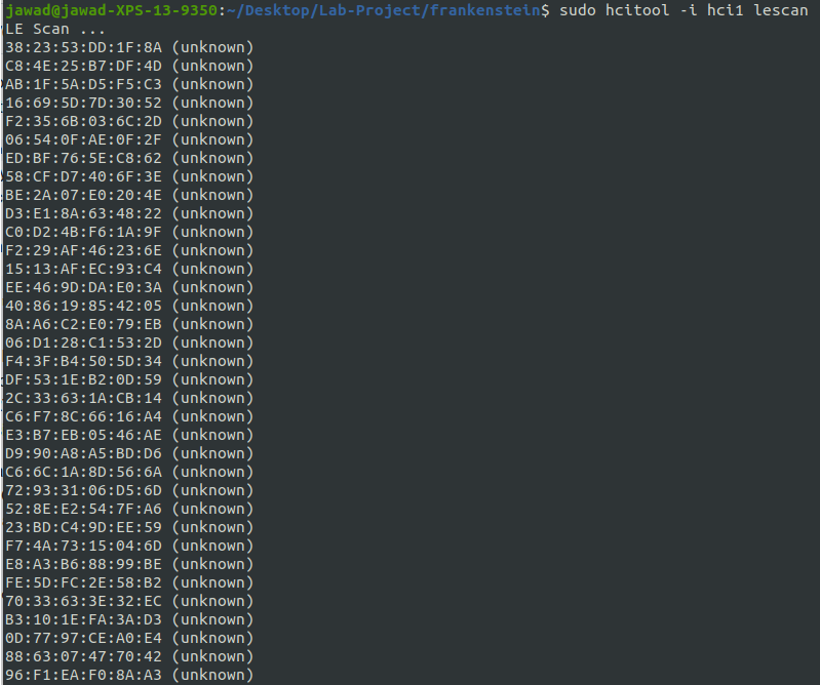 jawad@jawad-XPS-13-9350:~/Desktop/Lab-Project/frankenstein$ sudo hcitool -i hci1 lescan
LE Scan ...
38:23:53:DD:1F:8A (unknown)
C8:4E:25:B7:DF:4D (unknown)
AB:1F:5A:D5:F5:C3 (unknown)
16:69:5D:7D:30:52 (unknown)
F2:35:6B:03:6C:2D (unknown)
06:54:0F:AE:0F:2F (unknown)
ED:BF:76:5E:C8:62 (unknown)
58:CF:D7:40:6F:3E (unknown)
BE:2A:07:E0:20:4E (unknown)
D3:E1:8A:63:48:22 (unknown)
C0:D2:4B:F6:1A:9F (unknown)
F2:29:AF:46:23:6E (unknown)
15:13:AF:EC:93:C4 (unknown)
EE:46:9D:DA:E0:3A (unknown)
40:86:19:85:42:05 (unknown)
8A:A6:C2:E0:79:EB (unknown)
06:D1:28:C1:53:2D (unknown)
F4:3F:B4:50:5D:34 (unknown)
DF:53:1E:B2:0D:59 (unknown)
2C:33:63:1A:CB:14 (unknown)
C6:F7:8C:66:16:A4 (unknown)
E3:B7:EB:05:46:AE (unknown)
D9:90:A8:A5:BD:D6 (unknown)
C6:6C:1A:8D:56:6A (unknown)
72:93:31:06:D5:6D (unknown)
52:8E:E2:54:7F:A6 (unknown)
23:BD:C4:9D:EE:59 (unknown)
F7:4A:73:15:04:6D (unknown)
E8:A3:B6:88:99:BE (unknown)
FE:5D:FC:2E:58:B2 (unknown)
70:33:63:3E:32:EC (unknown)
B3:10:1E:FA:3A:D3 (unknown)
0D:77:97:CE:A0:E4 (unknown)
88:63:07:47:70:42 (unknown)
96:F1:EA:F0:8A:A3 (unknown)